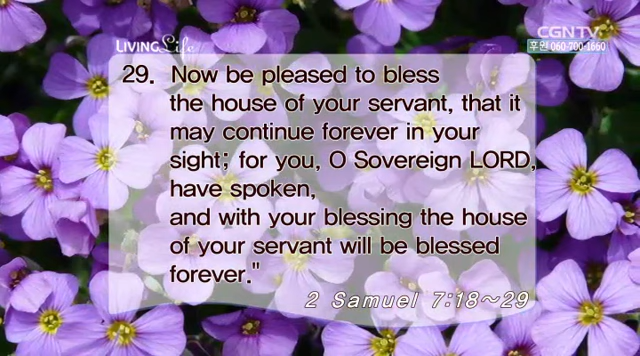 LIVING Life
CGNTV
후원 060-700-1660
29. Now be pleased to bless
the house of your servant, that it
may continue forever in your
sight; for you, O Sovereign LORD,
have spoken,
and with your blessing the house
of your servant will be blessed
forever."
2 Samuel 7:18~29